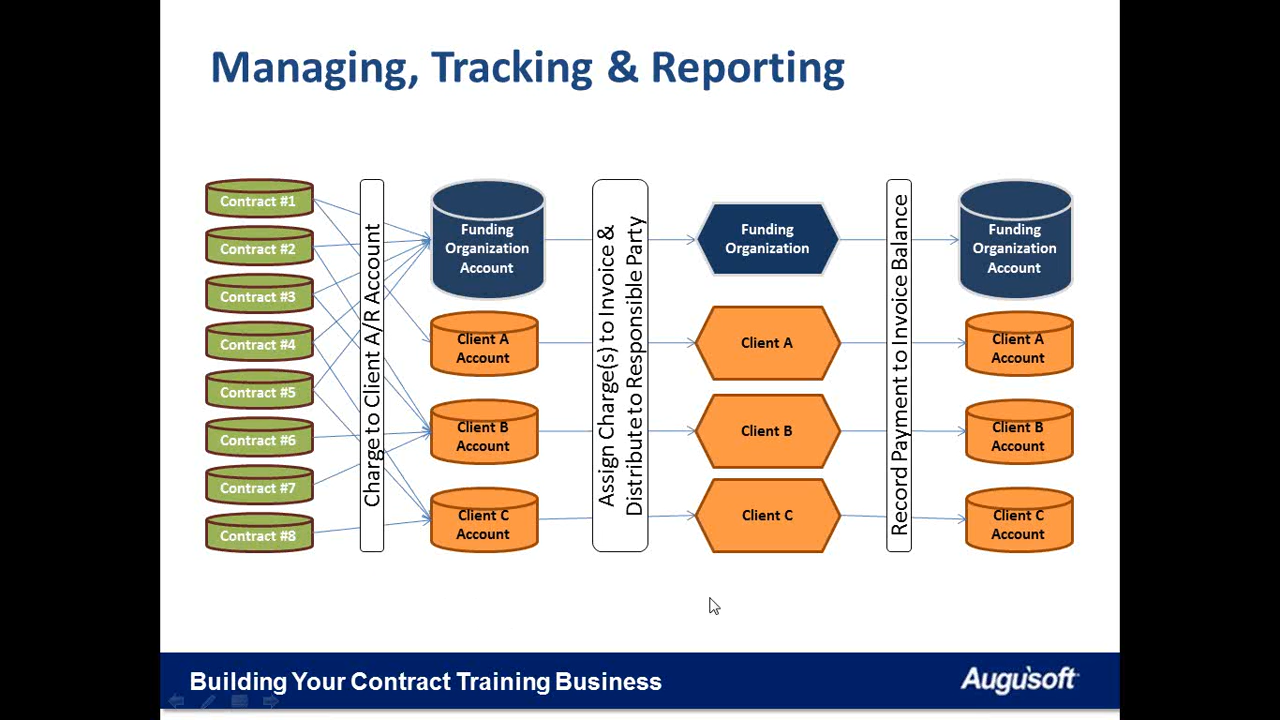 Managing, Tracking & Reporting
Contract #1
Contract #2
Contract #3
Contract #4
Contract #5
Contract #6
Contract #7
Contract #8
Charge to Client A/R Account
Funding
Organization
Account
Client A
Account
Client B
Account
Client C
Account
Assign Charge(s) to Invoice &
Distribute to Responsible Party
Funding
Organization
Client A
Client B
Client C
Record Payment to Invoice Balance
Funding
Organization
Account
Client A
Account
Client B
Account
Client C
Account
Building Your Contract Training Business
Augusoft